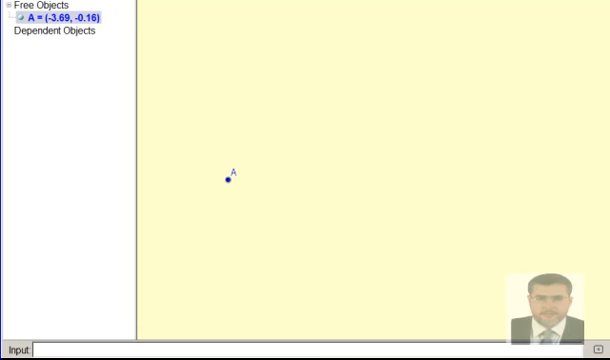 Free Objects
A = (-3.69, -0.16)
Dependent Objects
A
Input: